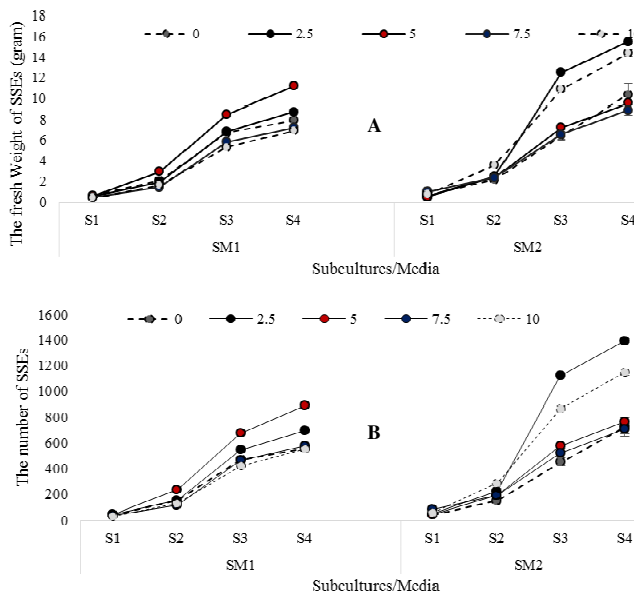 The fresh Weight of SSEs (gram)
18
16
14
12
10
8
6
4
2
0
0 2.5 5 7.5 1
A
S1 S2 S3 S4 S1 S2 S3 S4
SM1 SM2
Subcultures/Media
The number of SSEs
1600
1400
1200
1000
800
600
400
200
0
0 2.5 5 7.5 10
B
S1 S2 S3 S4 S1 S2 S3 S4
SM1 SM2
Subcultures/Media